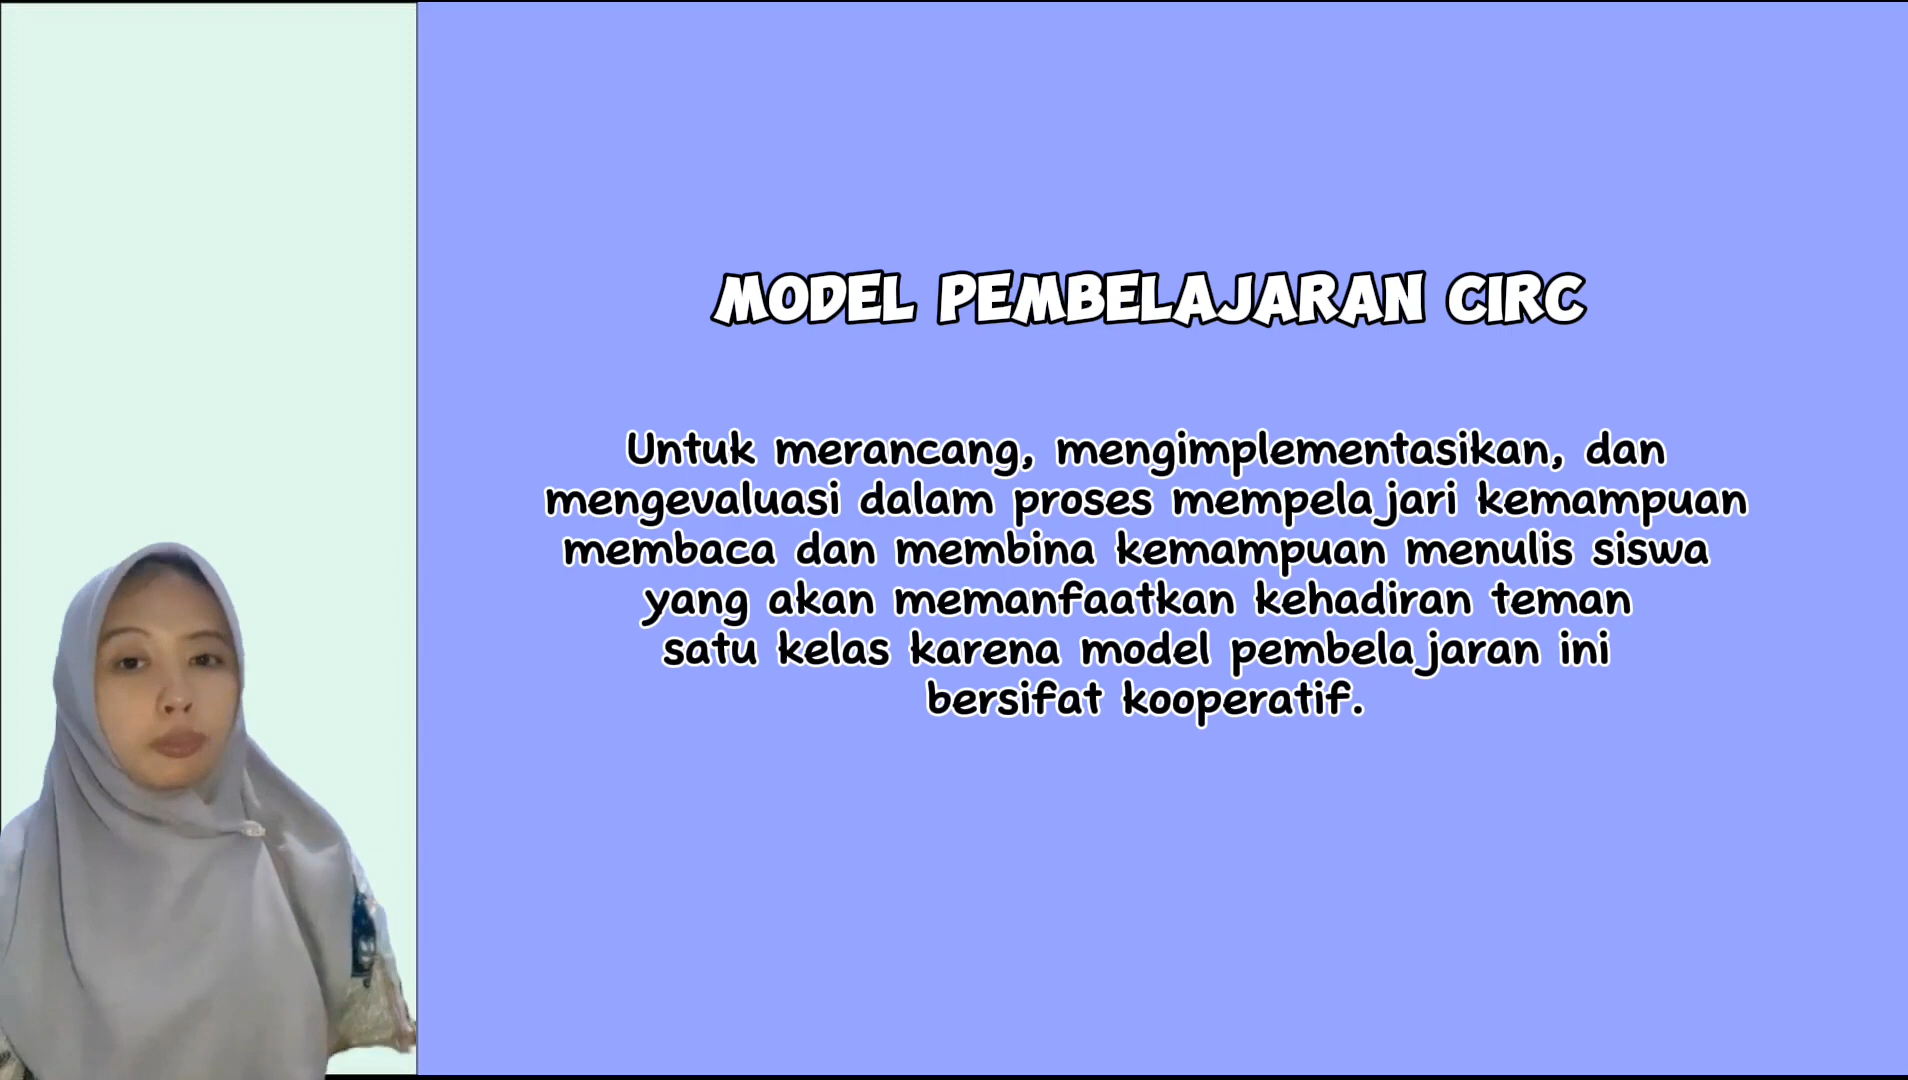 MODEL PEMBELAJARAN CIRC
Untuk merancang, mengimplementasikan, dan
mengevaluasi dalam proses mempelajari kemampuan
membaca dan membina kemampuan menulis siswa
yang akan memanfaatkan kehadiran teman
satu kelas karena model pembelajaran ini
bersifat kooperatif.